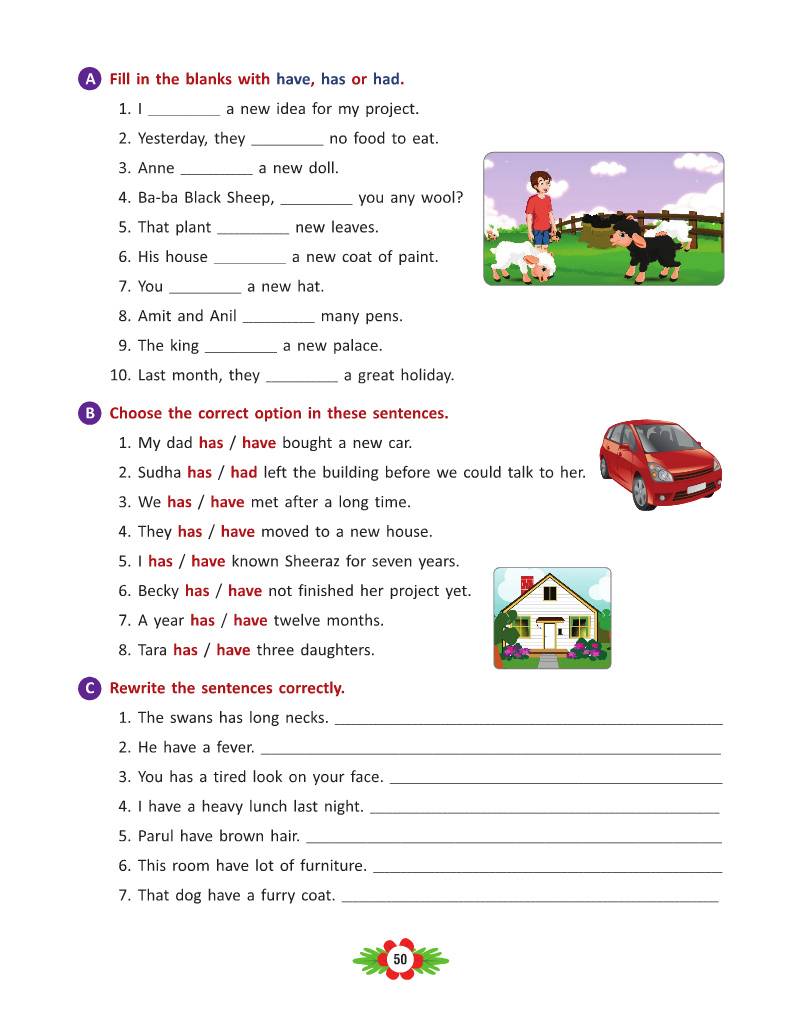 A Fill in the blanks with have, has or had.
1. I _________ a new idea for my project.
2. Yesterday, they _________ no food to eat.
3. Anne _________ a new doll.
4. Ba-ba Black Sheep, _________ you any wool?
5. That plant _________ new leaves.
6. His house _________ a new coat of paint.
7. You _________ a new hat.
8. Amit and Anil _________ many pens.
9. The king _________ a new palace.
10. Last month, they _________ a great holiday.
B Choose the correct option in these sentences.
1. My dad has / have bought a new car.
2. Sudha has / had left the building before we could talk to her.
3. We has / have met after a long time.
4. They has / have moved to a new house.
5. I has / have known Sheeraz for seven years.
6. Becky has / have not finished her project yet.
7. A year has / have twelve months.
8. Tara has / have three daughters.
C Rewrite the sentences correctly.
1. The swans has long necks. _________
2. He have a fever. _________
3. You has a tired look on your face. _________
4. I have a heavy lunch last night. _________
5. Parul have brown hair. _________
6. This room have lot of furniture. _________
7. That dog have a furry coat. _________
50